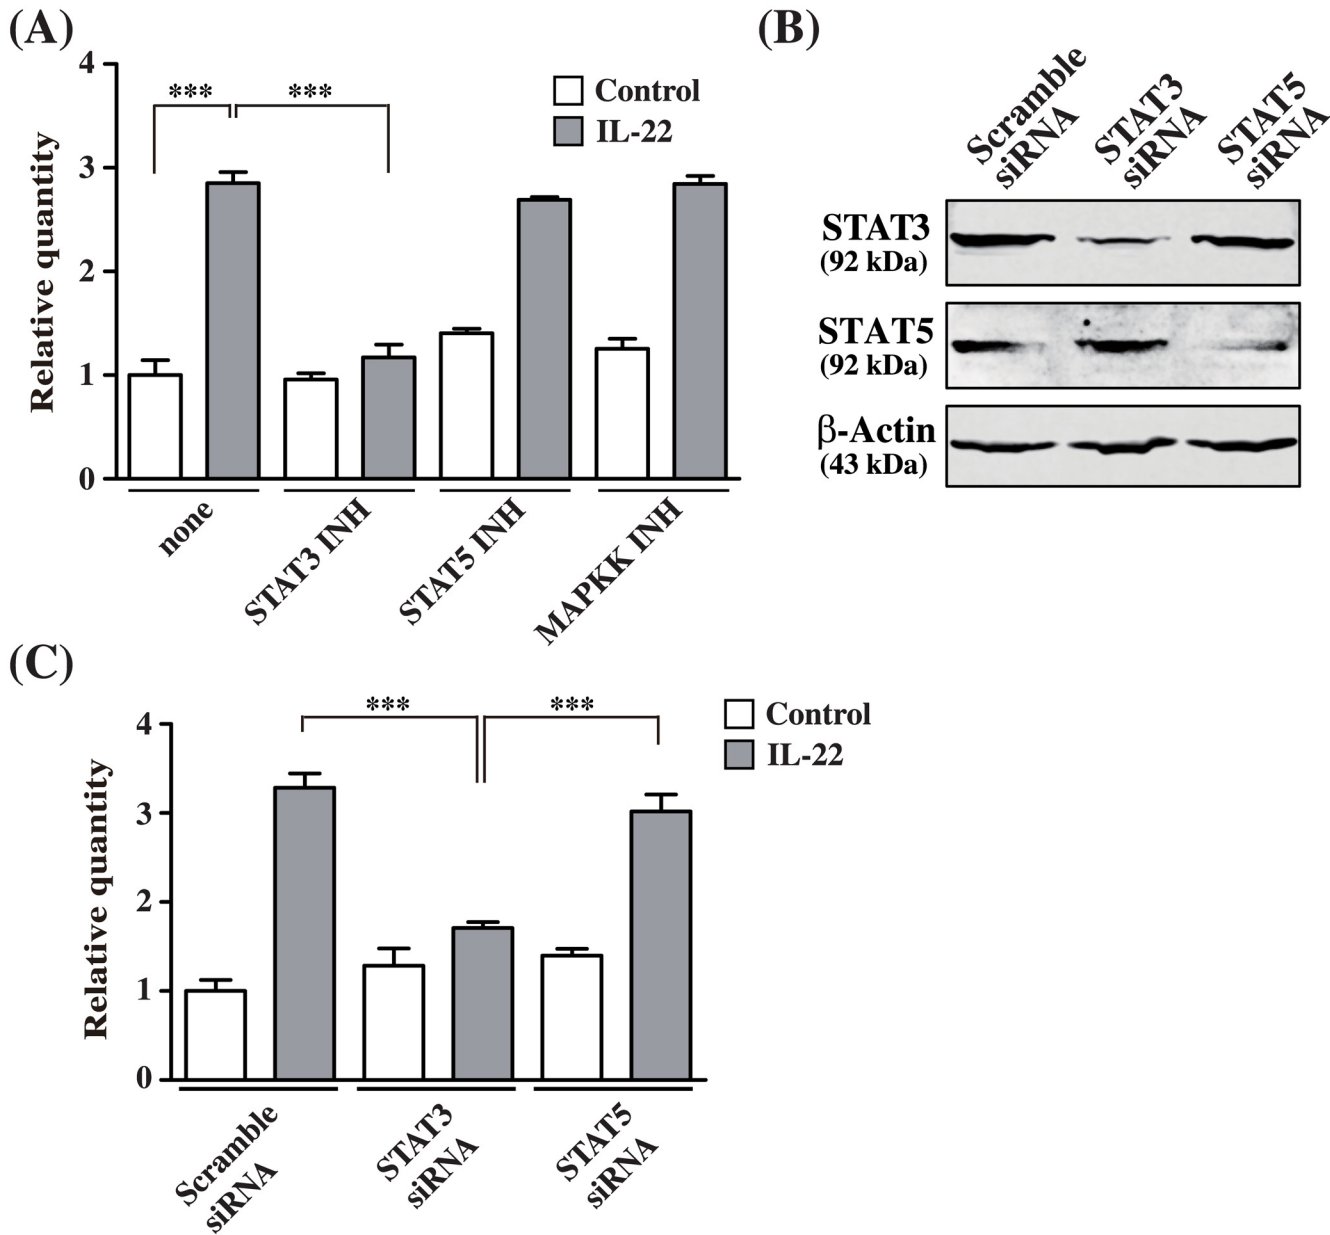 (A)
Relative quantity
4
3
2
1
0
***
***
Control
IL-22
none
STAT3 INH
STAT5 INH
MAPKK INH
(B)
Scramble
siRNA
STAT3
siRNA
STAT5
siRNA
STAT3
(92 kDa)
STAT5
(92 kDa)
β-Actin
(43 kDa)
(C)
Relative quantity
4
3
2
1
0
***
***
Control
IL-22
Scramble
siRNA
STAT3
siRNA
STAT5
siRNA